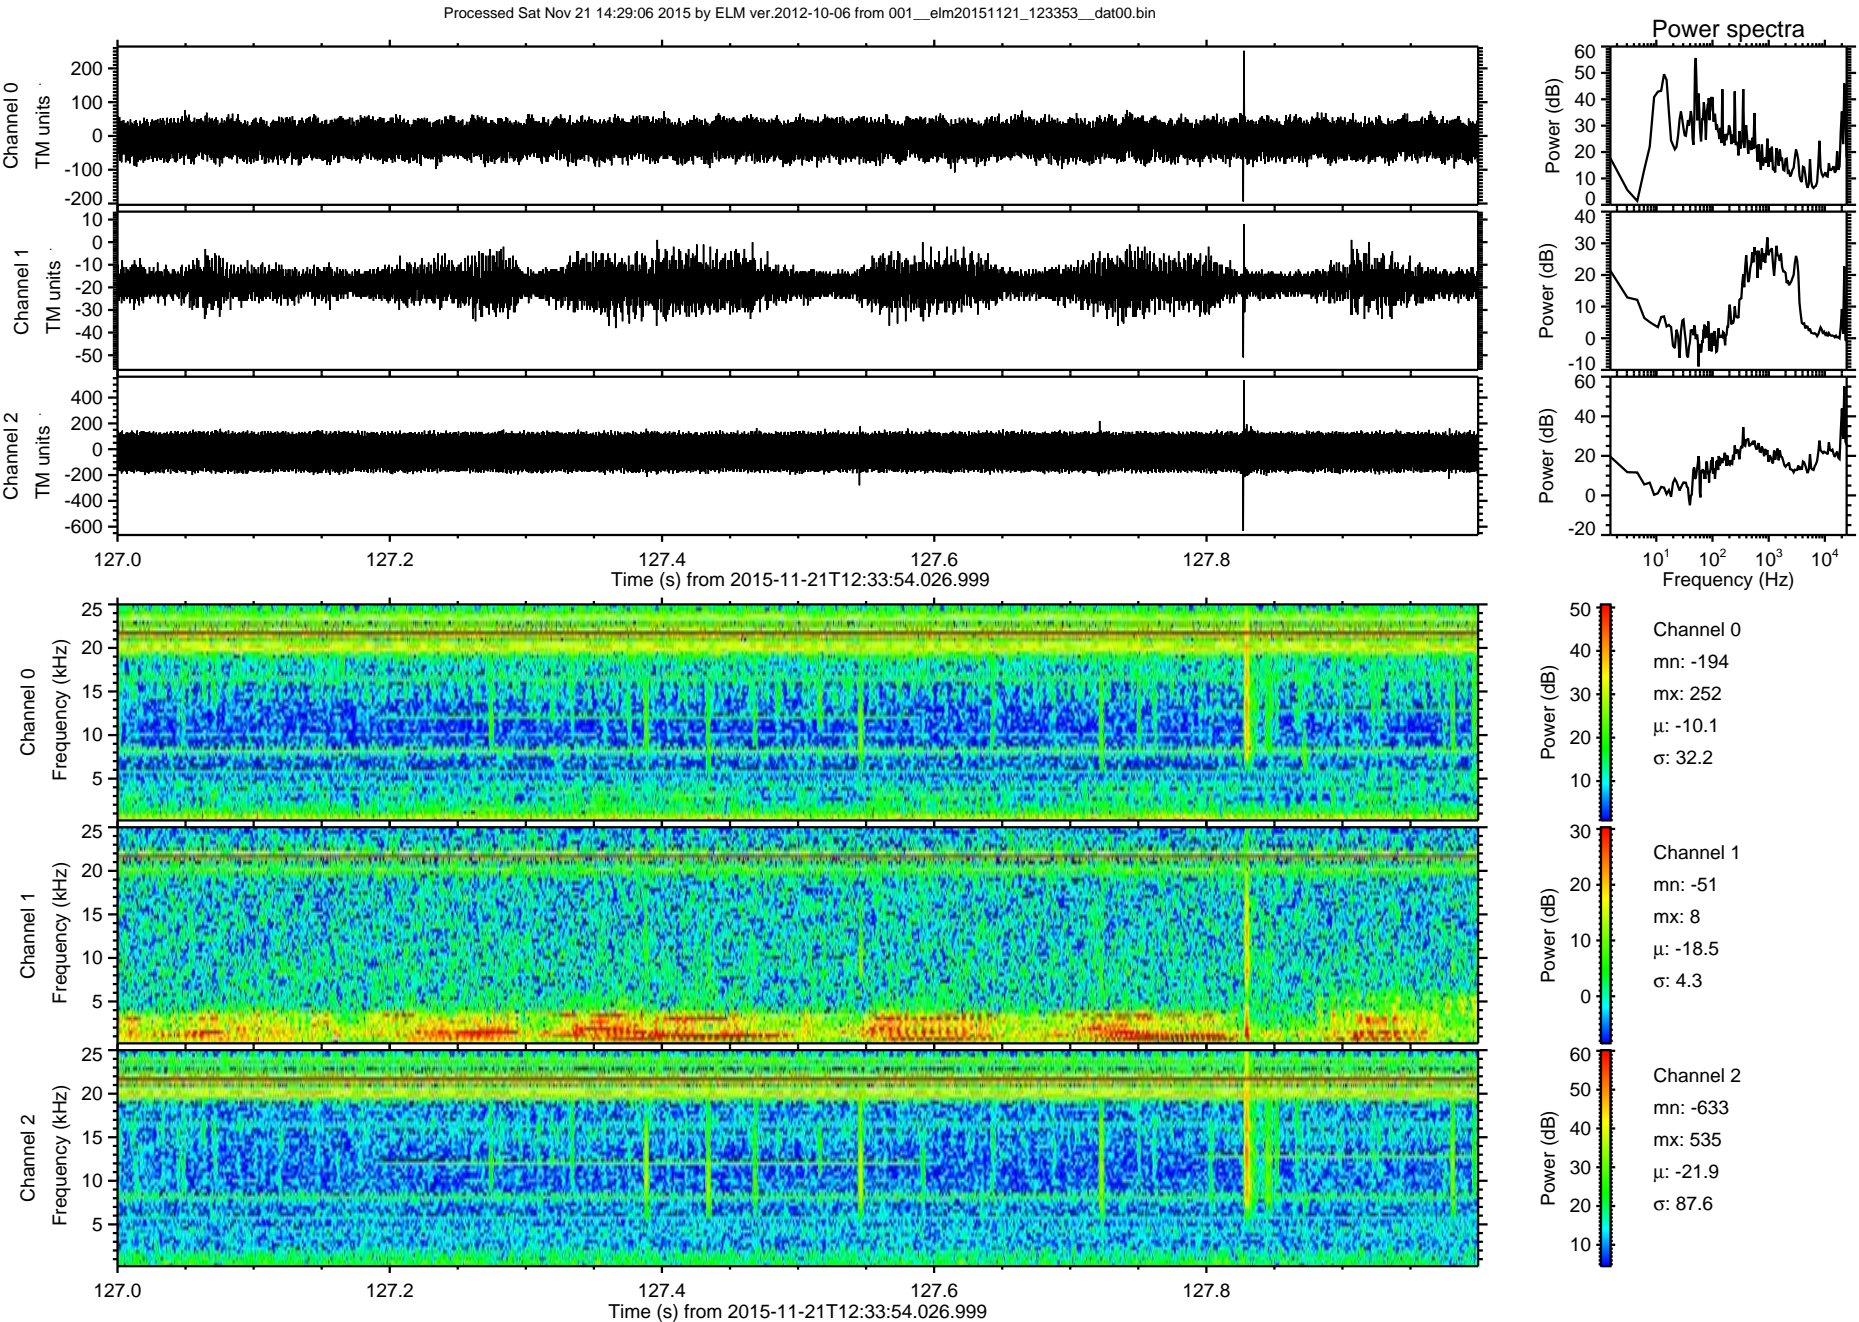 Processed Sat Nov 21 14:29:06 2015 by ELM ver.2012-10-06 from 001__elm20151121_123353__dat00.bin
Power spectra
Channel 0
TM units
200
100
0
-100
-200
Power (dB)
60
50
40
30
20
10
0
Channel 1
TM units
10
0
-10
-20
-30
-40
-50
Power (dB)
40
30
20
10
0
-10
Channel 2
TM units
400
200
0
-200
-400
-600
Power (dB)
60
40
20
0
-20
127.0 127.2 127.4 127.6 127.8
Time (s) from 2015-11-21T12:33:54.026.999
10¹ 10² 10³ 10⁴
Frequency (Hz)
Channel 0
Frequency (kHz)
25
20
15
10
5
Power (dB)
50
40
30
20
10
Channel 0
mn: -194
mx: 252
µ: -10.1
σ: 32.2
Channel 1
Frequency (kHz)
25
20
15
10
5
Power (dB)
30
20
10
0
Channel 1
mn: -51
mx: 8
µ: -18.5
σ: 4.3
Channel 2
Frequency (kHz)
25
20
15
10
5
Power (dB)
60
50
40
30
20
10
Channel 2
mn: -633
mx: 535
µ: -21.9
σ: 87.6
127.0 127.2 127.4 127.6 127.8
Time (s) from 2015-11-21T12:33:54.026.999